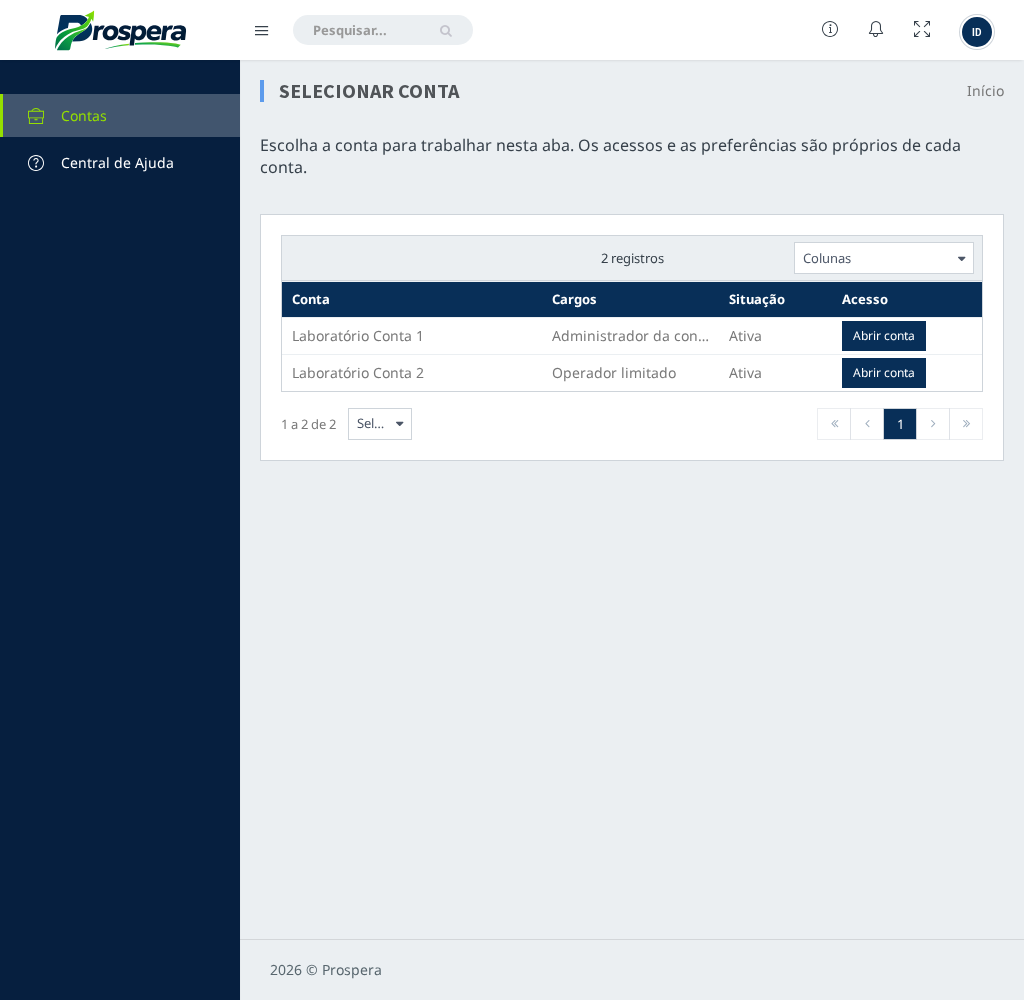 Prospera
Pesquisar...
ID
Contas
Central de Ajuda
SELECIONAR CONTA
Início
Escolha a conta para trabalhar nesta aba. Os acessos e as preferências são próprios de cada
conta.
2 registros
Colunas
Conta Cargos Situação Acesso
Laboratório Conta 1 Administrador da con... Ativa Abrir conta
Laboratório Conta 2 Operador limitado Ativa Abrir conta
1 a 2 de 2 Sel... 1
2026 © Prospera